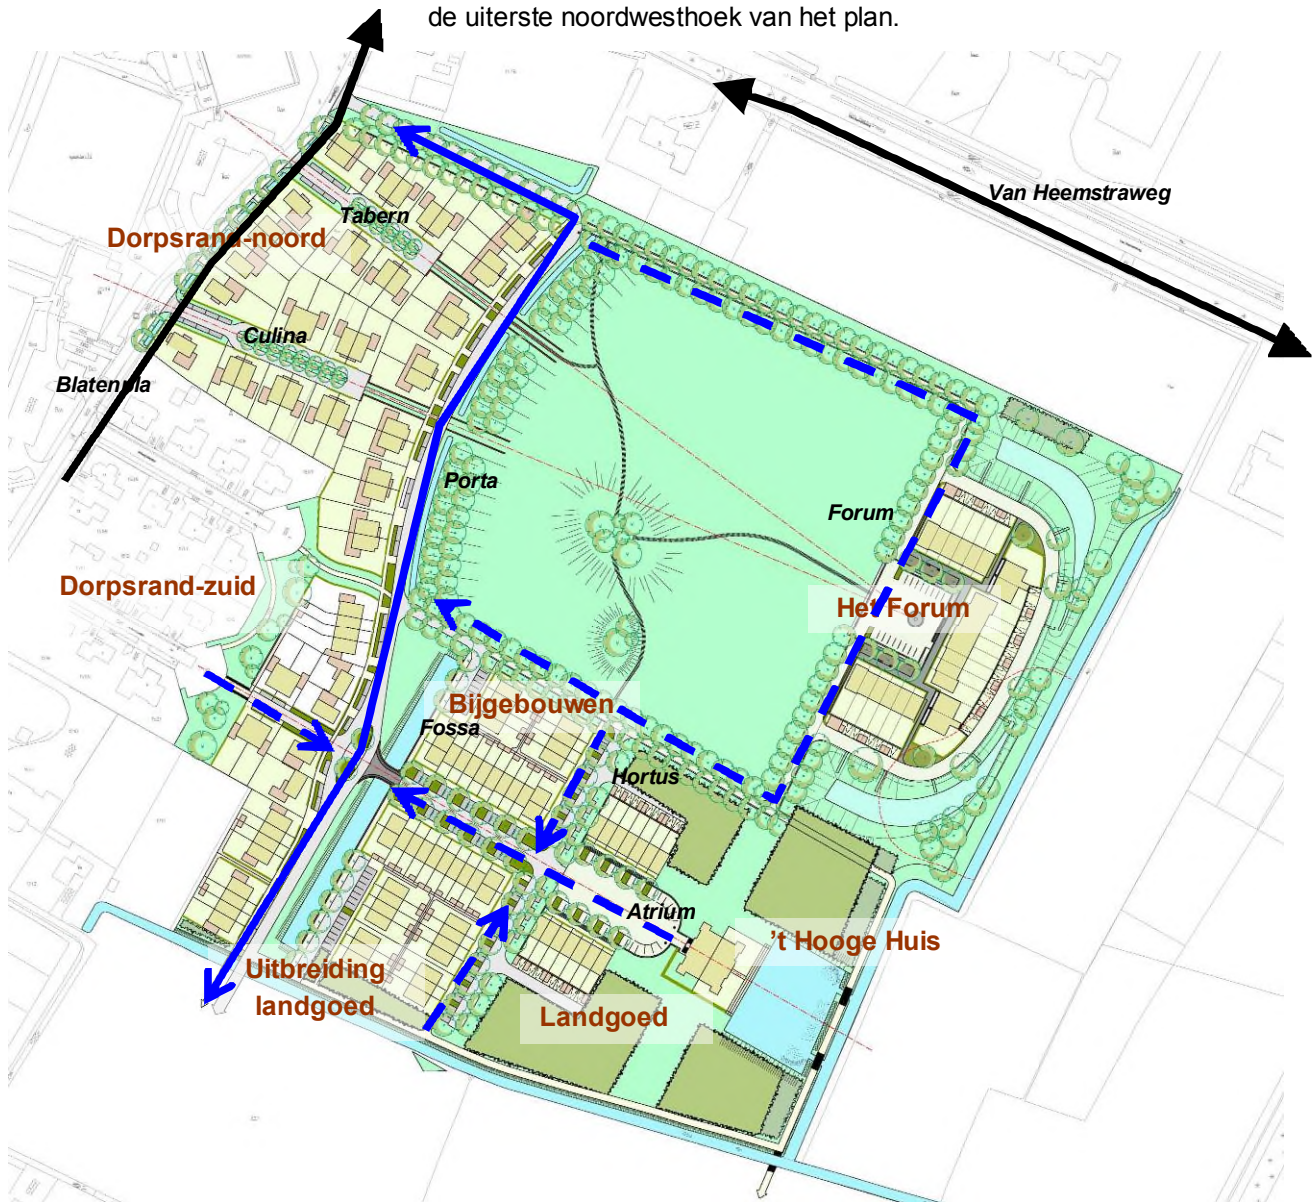 de uiterste noordwesthoek van het plan.
Van Heemstraweg
Tabern
Dorpsrand-noord
Culina
Blatenpla
Porta
Forum
Dorpsrand-zuid
Het Forum
Bijgebouwen
Fossa
Hortus
Atrium
't Hooge Huis
Uitbreiding
landgoed
Landgoed